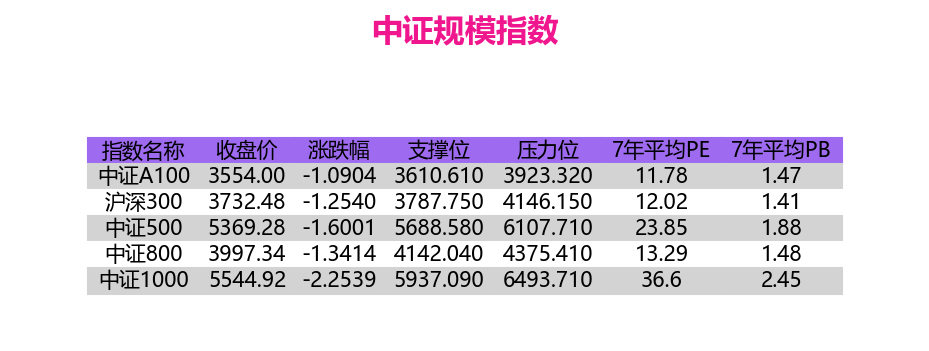 中证规模指数
指数名称 收盘价 涨跌幅 支撑位 压力位 7年平均PE 7年平均PB
中证A100 3554.00 -1.0904 3610.610 3923.320 11.78 1.47
沪深300 3732.48 -1.2540 3787.750 4146.150 12.02 1.41
中证500 5369.28 -1.6001 5688.580 6107.710 23.85 1.88
中证800 3997.34 -1.3414 4142.040 4375.410 13.29 1.48
中证1000 5544.92 -2.2539 5937.090 6493.710 36.6 2.45